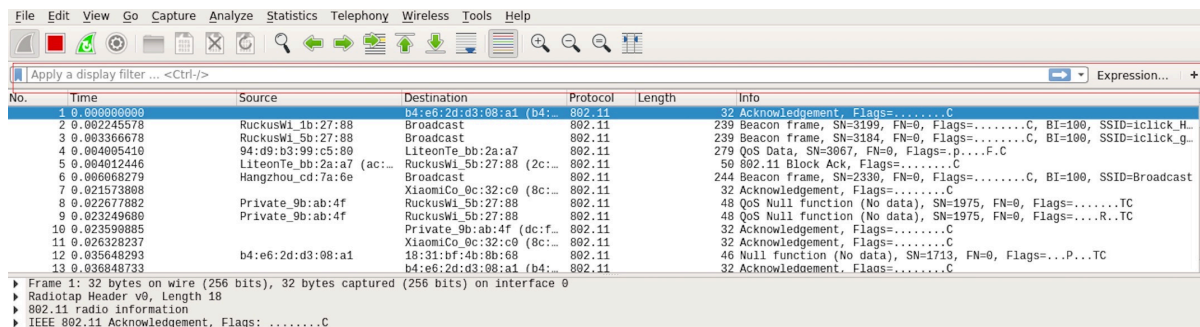 File Edit View Go Capture Analyze Statistics Telephony Wireless Tools Help
Apply a display filter ... <Ctrl-/>
Expression... +
No. Time Source Destination Protocol Length Info
1 0.000000000 b4:e6:2d:d3:08:a1 (b4:… 802.11 32 Acknowledgement, Flags=........C
2 0.002245578 RuckusWi_1b:27:88 Broadcast 802.11 239 Beacon frame, SN=3199, FN=0, Flags=........C, BI=100, SSID=iclick_H…
3 0.003366678 RuckusWi_5b:27:88 Broadcast 802.11 239 Beacon frame, SN=3184, FN=0, Flags=........C, BI=100, SSID=iclick_g…
4 0.004005410 94:d9:b3:99:c5:80 LiteonTe_bb:2a:a7 802.11 279 QoS Data, SN=3067, FN=0, Flags=.p....F.C
5 0.004012446 LiteonTe_bb:2a:a7 (ac:… RuckusWi_5b:27:88 (2c:… 802.11 50 802.11 Block Ack, Flags=........C
6 0.006068279 Hangzhou_cd:7a:6e Broadcast 802.11 244 Beacon frame, SN=2330, FN=0, Flags=........C, BI=100, SSID=Broadcast
7 0.021573808 XiaomiCo_0c:32:c0 (8c:… 802.11 32 Acknowledgement, Flags=........C
8 0.022677882 Private_9b:ab:4f RuckusWi_5b:27:88 802.11 48 QoS Null function (No data), SN=1975, FN=0, Flags=.......TC
9 0.023249680 Private_9b:ab:4f RuckusWi_5b:27:88 802.11 48 QoS Null function (No data), SN=1975, FN=0, Flags=....R..TC
10 0.023590885 Private_9b:ab:4f (dc:f… 802.11 32 Acknowledgement, Flags=........C
11 0.026328237 XiaomiCo_0c:32:c0 (8c:… 802.11 32 Acknowledgement, Flags=........C
12 0.035648293 b4:e6:2d:d3:08:a1 18:31:bf:4b:8b:68 802.11 46 Null function (No data), SN=1713, FN=0, Flags=...P...TC
13 0.036848733 b4:e6:2d:d3:08:a1 (b4:… 802.11 32 Acknowledgement, Flags=........C
Frame 1: 32 bytes on wire (256 bits), 32 bytes captured (256 bits) on interface 0
Radiotap Header v0, Length 18
802.11 radio information
IEEE 802.11 Acknowledgement, Flags: ........C